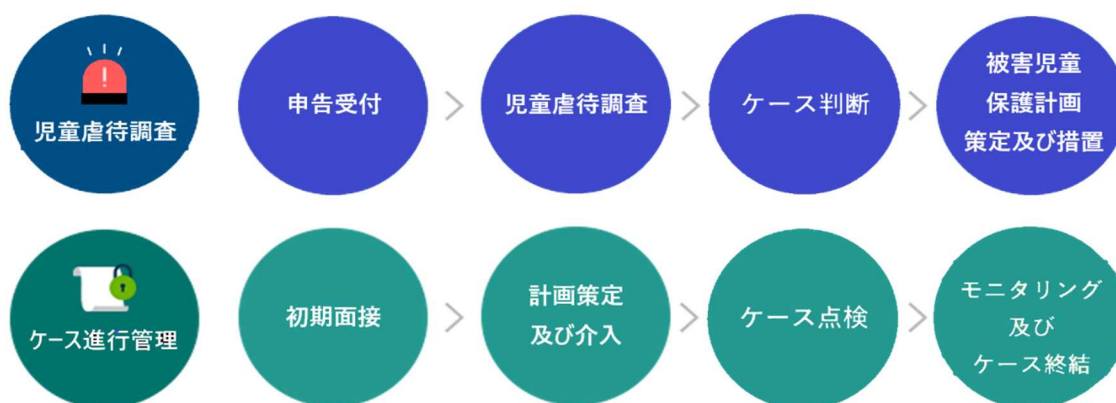 児童虐待調査
申告受付
児童虐待調査
ケース判断
被害児童
保護計画
策定及び措置
ケース進行管理
初期面接
計画策定
及び介入
ケース点検
モニタリング
及び
ケース終結